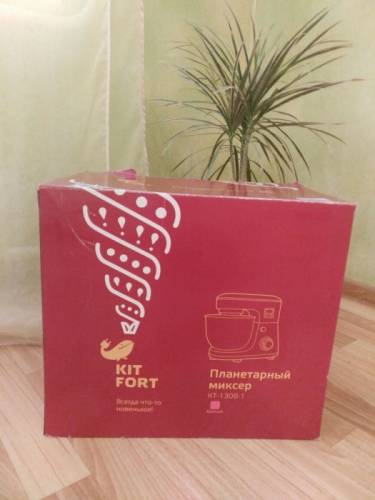 KIT
FORT
Всегда что-то
новенькое!
Планетарный
миксер
КТ-1308-1